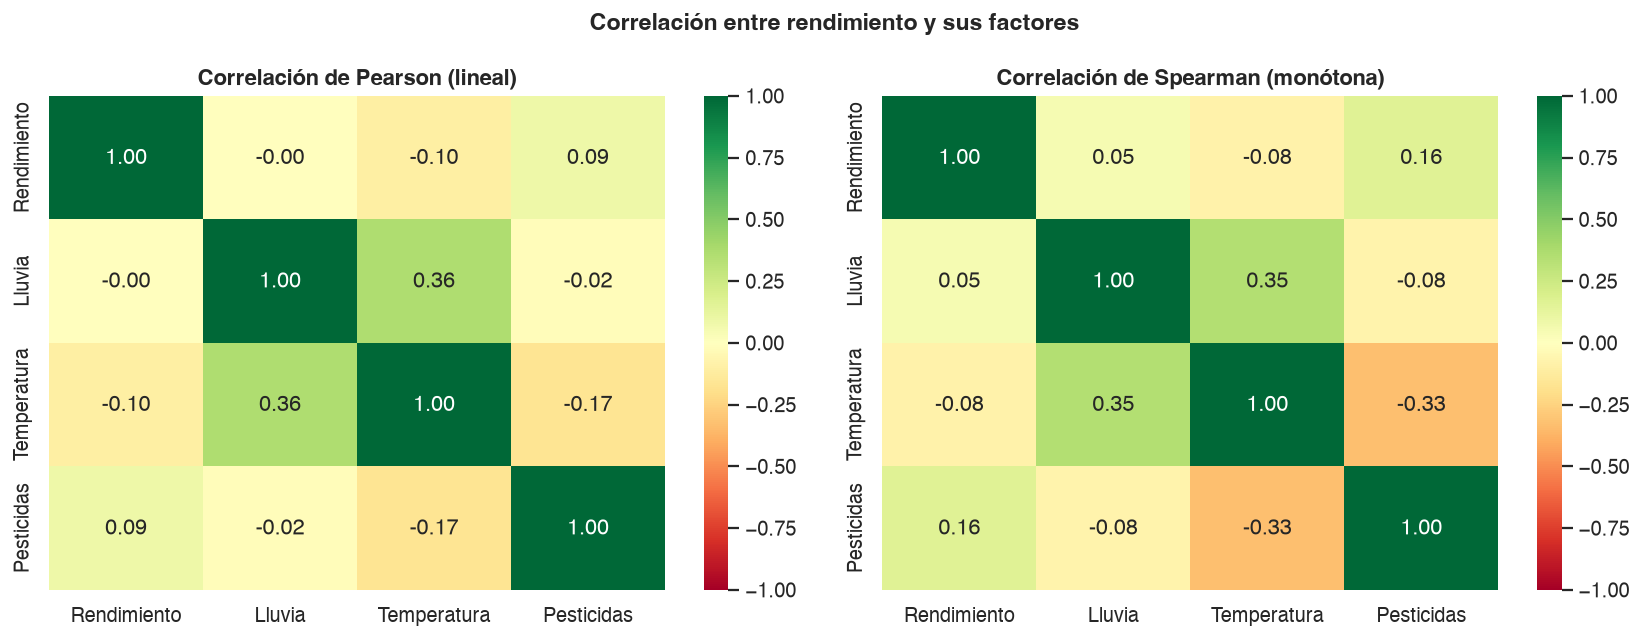 Correlación entre rendimiento y sus factores
Correlación de Pearson (lineal)
Rendimiento 1.00 -0.00 -0.10 0.09
Lluvia -0.00 1.00 0.36 -0.02
Temperatura -0.10 0.36 1.00 -0.17
Pesticidas 0.09 -0.02 -0.17 1.00
Rendimiento Lluvia Temperatura Pesticidas
1.00
0.75
0.50
0.25
0.00
−0.25
−0.50
−0.75
−1.00
Correlación de Spearman (monótona)
Rendimiento 1.00 0.05 -0.08 0.16
Lluvia 0.05 1.00 0.35 -0.08
Temperatura -0.08 0.35 1.00 -0.33
Pesticidas 0.16 -0.08 -0.33 1.00
Rendimiento Lluvia Temperatura Pesticidas
1.00
0.75
0.50
0.25
0.00
−0.25
−0.50
−0.75
−1.00